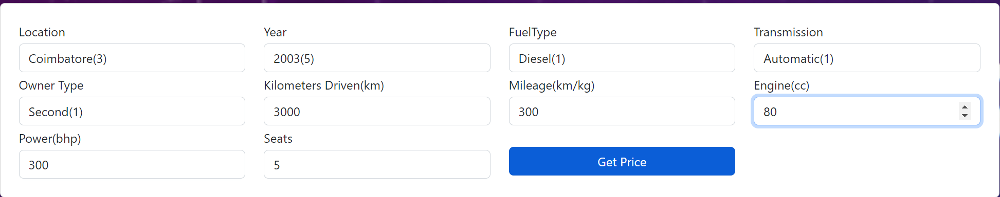 Location Year FuelType Transmission
Coimbatore(3) 2003(5) Diesel(1) Automatic(1)
Owner Type Kilometers Driven(km) Mileage(km/kg) Engine(cc)
Second(1) 3000 300 80
Power(bhp) Seats
300 5 Get Price